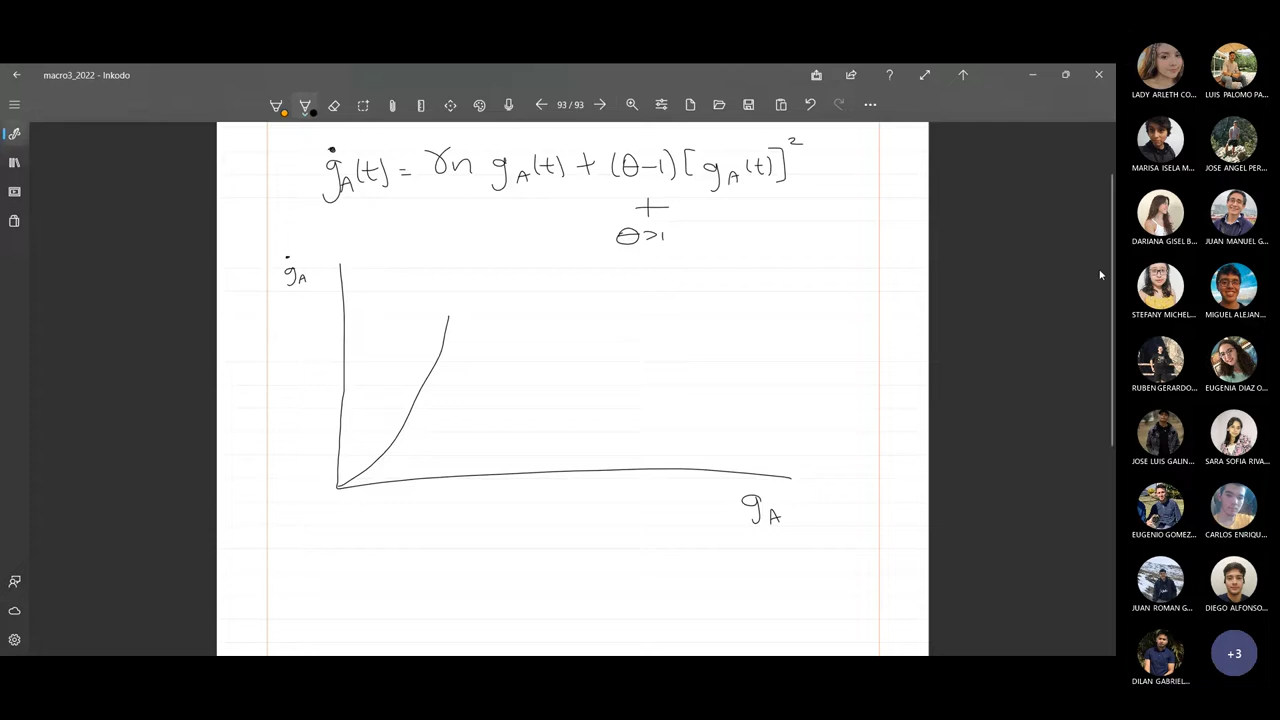 macro3_2022 - Inkodo
93 / 93
ġA(t) = γn gA(t) + (θ-1) [gA(t)]²
+
θ>1
ġA
gA
LADY ARLETH CO...
LUIS PALOMO PA...
MARISA ISELA M...
JOSE ANGEL PER...
DARIANA GISEL B...
JUAN MANUEL G...
STEFANY MICHEL...
MIGUEL ALEJAN...
RUBEN GERARDO...
EUGENIA DIAZ O...
JOSE LUIS GALIN...
SARA SOFIA RIVA...
EUGENIO GOMEZ...
CARLOS ENRIQU...
JUAN ROMAN G...
DIEGO ALFONSO...
DILAN GABRIEL...
+3